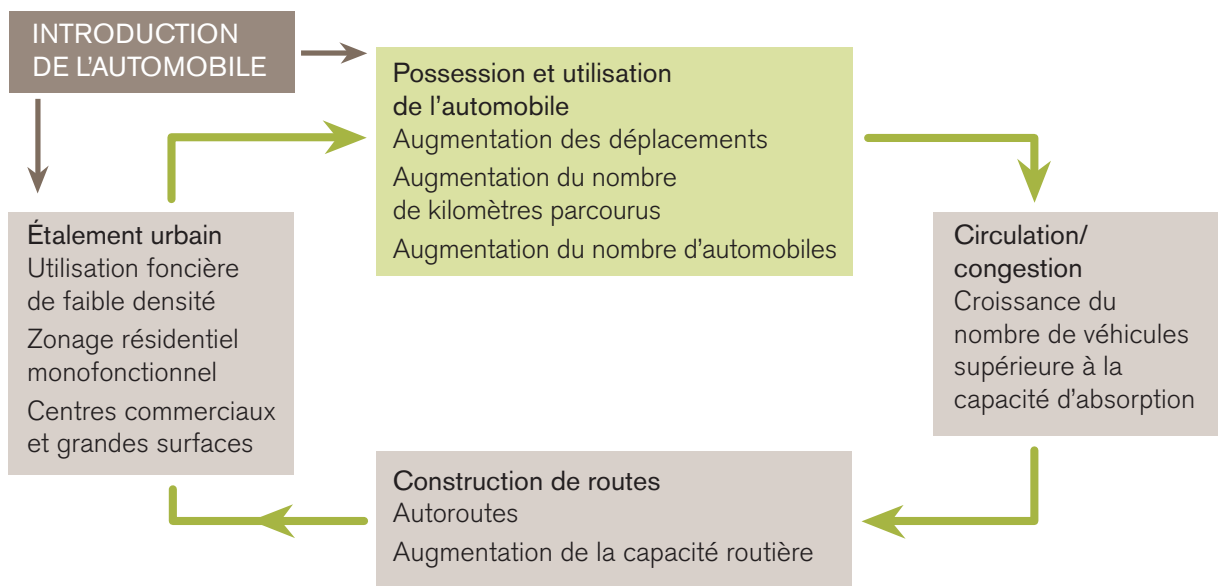 INTRODUCTION
DE L'AUTOMOBILE
Possession et utilisation
de l'automobile
Augmentation des déplacements
Augmentation du nombre
de kilomètres parcourus
Augmentation du nombre d'automobiles
Étalement urbain
Utilisation foncière
de faible densité
Zonage résidentiel
monofonctionnel
Centres commerciaux
et grandes surfaces
Circulation/
congestion
Croissance du
nombre de véhicules
supérieure à la
capacité d'absorption
Construction de routes
Autoroutes
Augmentation de la capacité routière